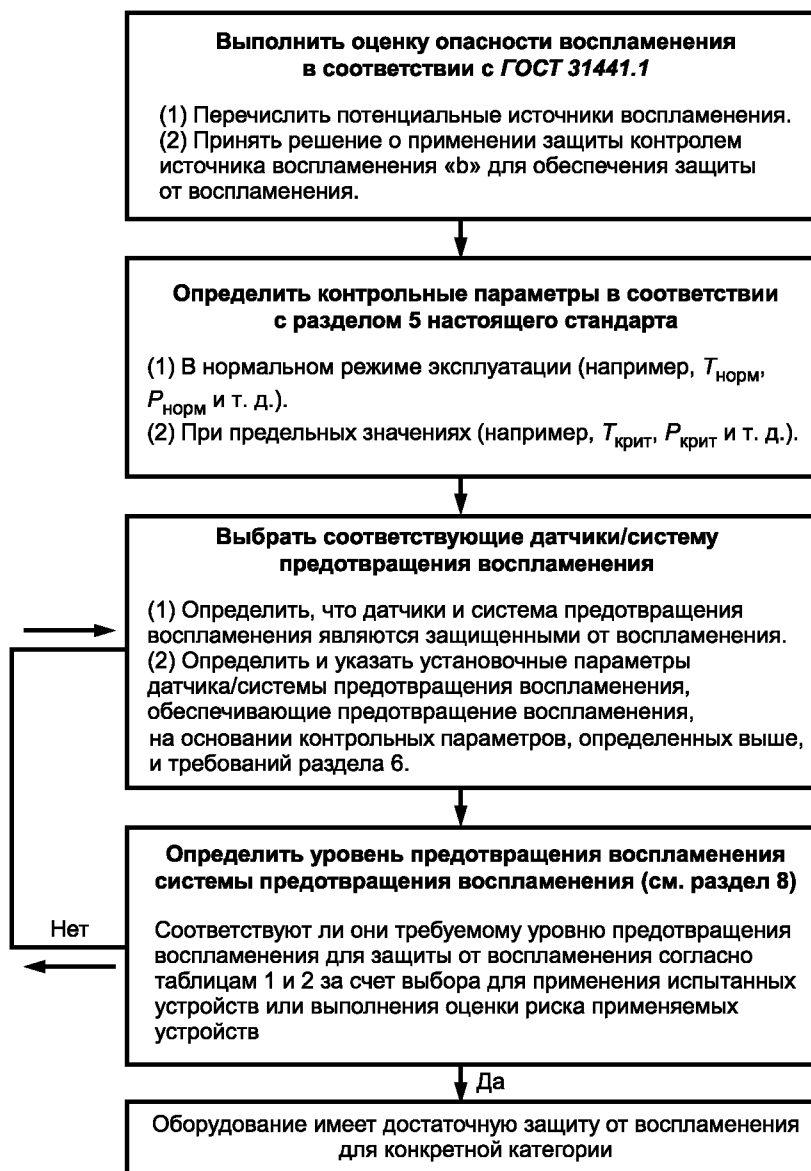 Выполнить оценку опасности воспламенения
в соответствии с ГОСТ 31441.1
(1) Перечислить потенциальные источники воспламенения.
(2) Принять решение о применении защиты контролем
источника воспламенения «b» для обеспечения защиты
от воспламенения.
Определить контрольные параметры в соответствии
с разделом 5 настоящего стандарта
(1) В нормальном режиме эксплуатации (например, Tнорм,
Pнорм и т. д.).
(2) При предельных значениях (например, Tкрит, Pкрит и т. д.).
Выбрать соответствующие датчики/систему
предотвращения воспламенения
(1) Определить, что датчики и система предотвращения
воспламенения являются защищенными от воспламенения.
(2) Определить и указать установочные параметры
датчика/системы предотвращения воспламенения,
обеспечивающие предотвращение воспламенения,
на основании контрольных параметров, определенных выше,
и требований раздела 6.
Определить уровень предотвращения воспламенения
системы предотвращения воспламенения (см. раздел 8)
Нет
Соответствуют ли они требуемому уровню предотвращения
воспламенения для защиты от воспламенения согласно
таблицам 1 и 2 за счет выбора для применения испытанных
устройств или выполнения оценки риска применяемых
устройств
Да
Оборудование имеет достаточную защиту от воспламенения
для конкретной категории